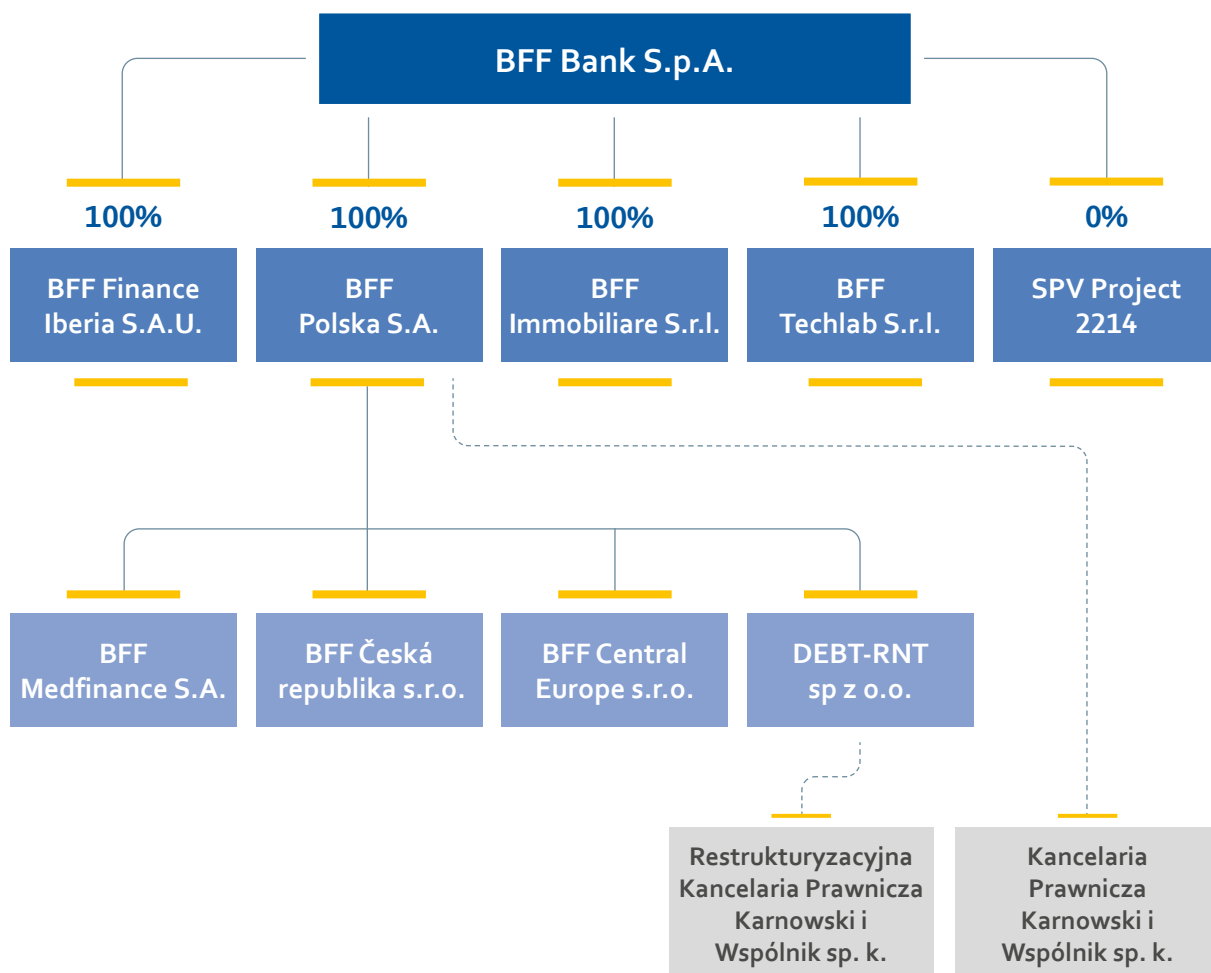 BFF Bank S.p.A.
100%
100%
100%
100%
0%
BFF Finance
Iberia S.A.U.
BFF
Polska S.A.
BFF
Immobiliare S.r.l.
BFF
Techlab S.r.l.
SPV Project
2214
BFF
Medfinance S.A.
BFF Česká
republika s.r.o.
BFF Central
Europe s.r.o.
DEBT-RNT
sp z o.o.
Restrukturyzacyjna
Kancelaria Prawnicza
Karnowski i
Wspólnik sp. k.
Kancelaria
Prawnicza
Karnowski i
Wspólnik sp. k.